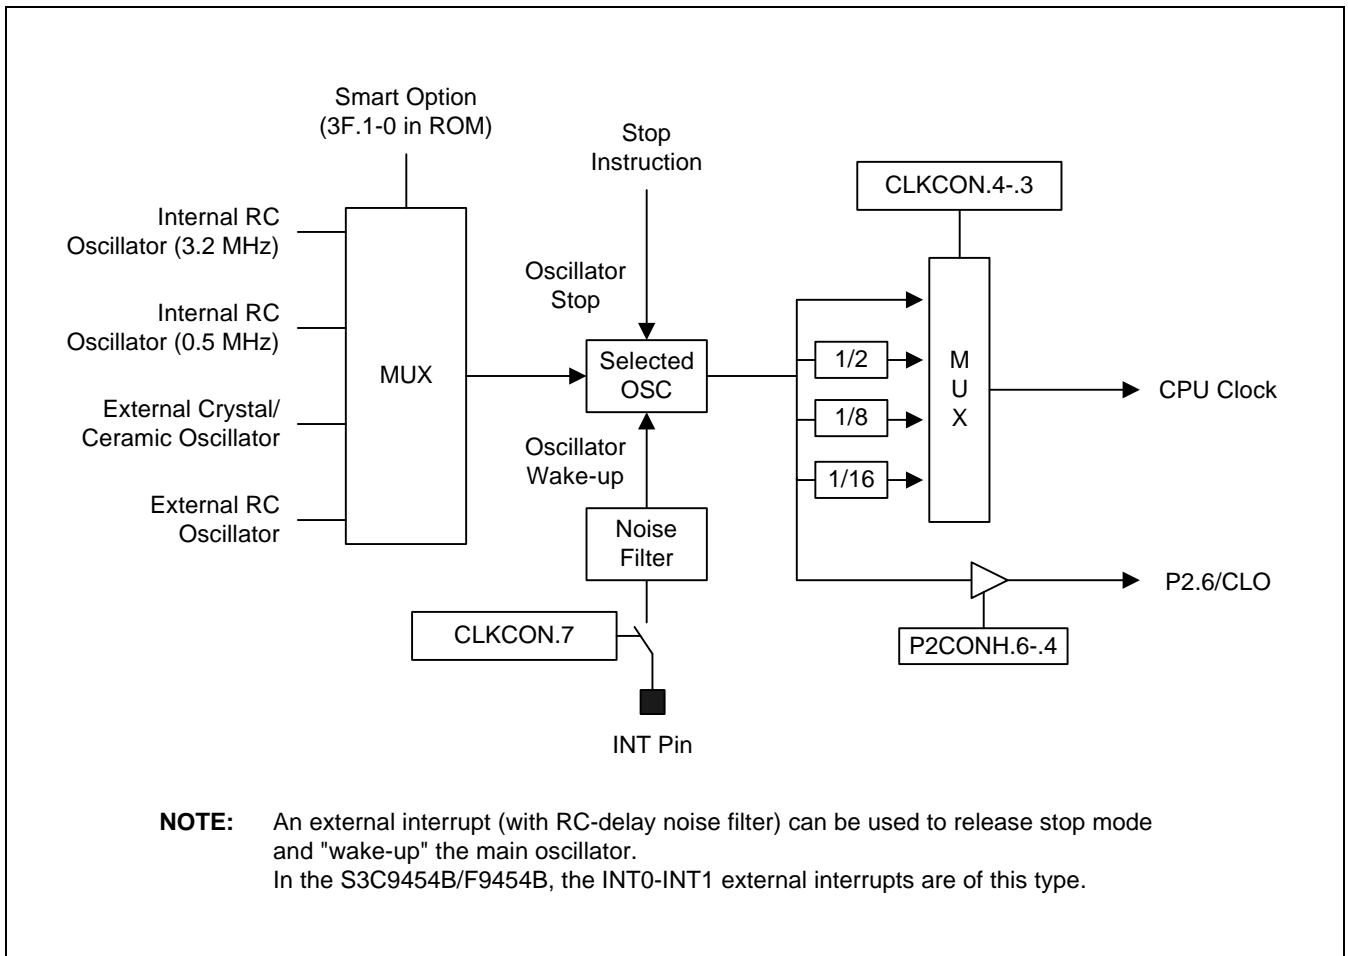 Smart Option
(3F.1-0 in ROM)
Stop
Instruction
CLKCON.4-.3
Internal RC
Oscillator (3.2 MHz)
Internal RC
Oscillator (0.5 MHz)
External Crystal/
Ceramic Oscillator
External RC
Oscillator
MUX
Oscillator
Stop
Selected
OSC
Oscillator
Wake-up
Noise
Filter
CLKCON.7
INT Pin
1/2
1/8
1/16
M
U
X
CPU Clock
P2.6/CLO
P2CONH.6-.4
NOTE: An external interrupt (with RC-delay noise filter) can be used to release stop mode
and "wake-up" the main oscillator.
In the S3C9454B/F9454B, the INT0-INT1 external interrupts are of this type.